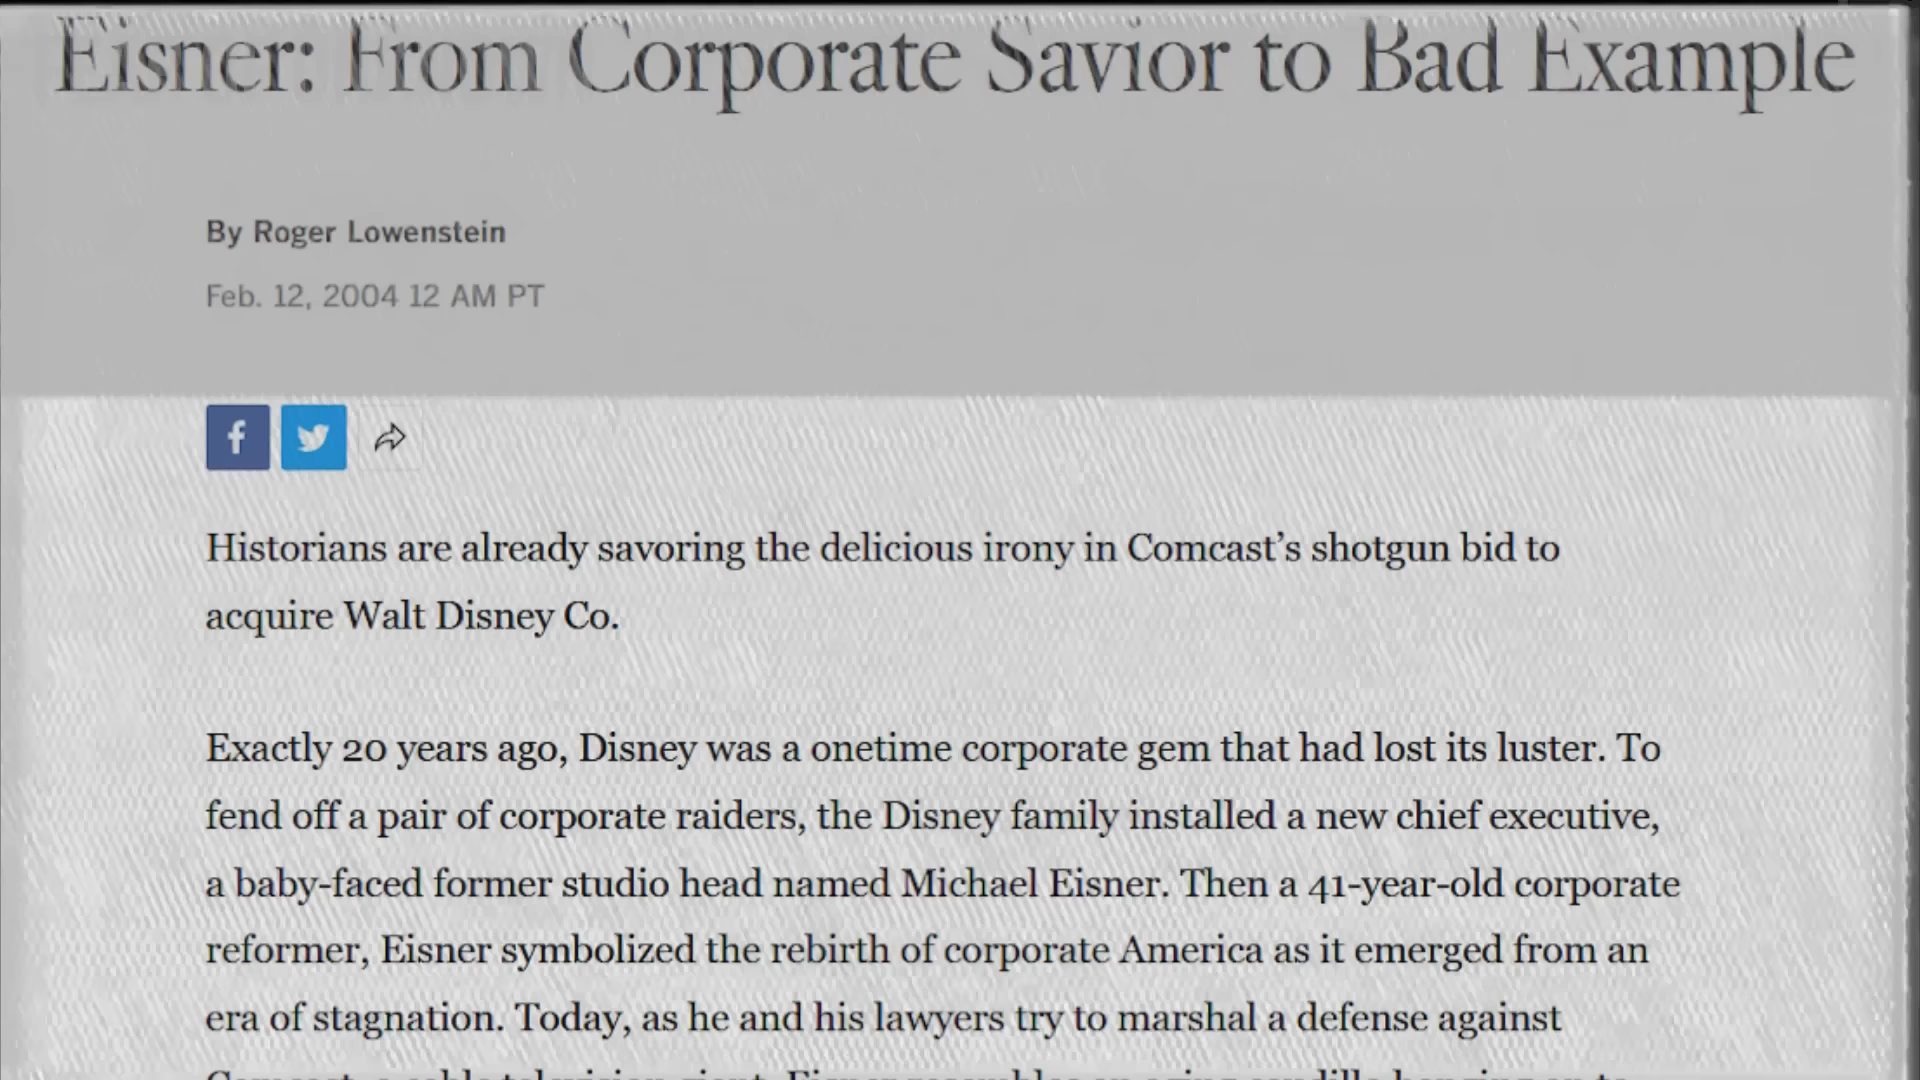 Eisner: From Corporate Savior to Bad Example
By Roger Lowenstein
Feb. 12, 2004 12 AM PT
Historians are already savoring the delicious irony in Comcast’s shotgun bid to
acquire Walt Disney Co.
Exactly 20 years ago, Disney was a onetime corporate gem that had lost its luster. To
fend off a pair of corporate raiders, the Disney family installed a new chief executive,
a baby-faced former studio head named Michael Eisner. Then a 41-year-old corporate
reformer, Eisner symbolized the rebirth of corporate America as it emerged from an
era of stagnation. Today, as he and his lawyers try to marshal a defense against